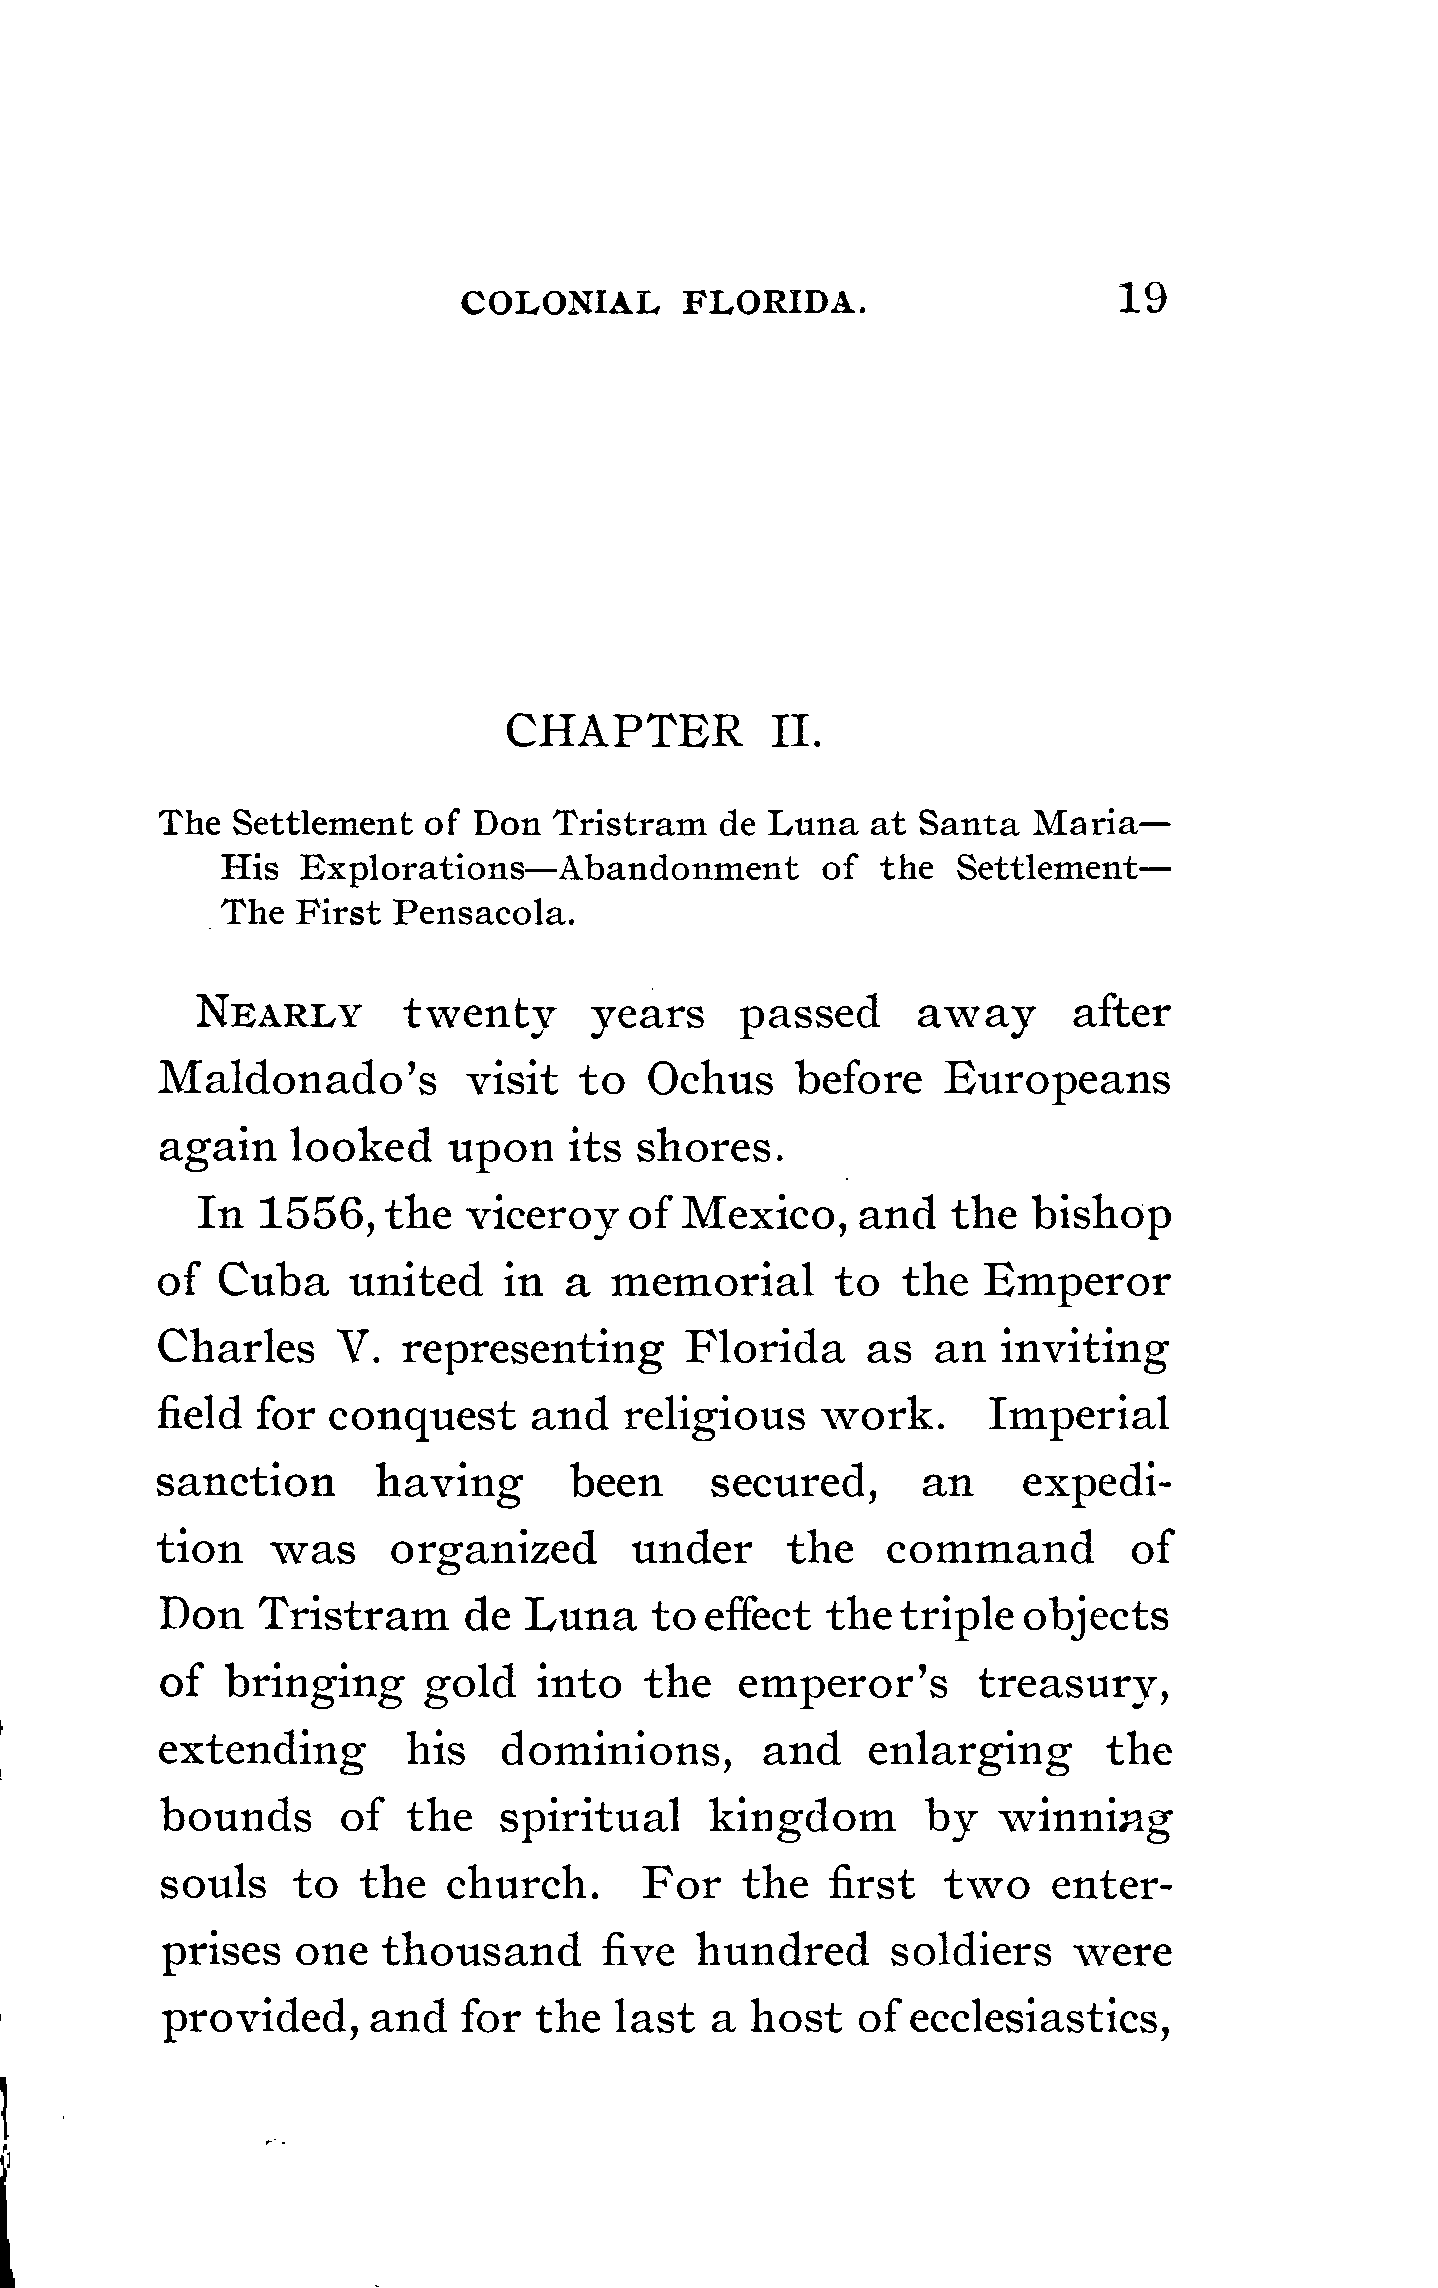 COLONIAL FLORIDA. 19
CHAPTER II.
The Settlement of Don Tristram de Luna at Santa Maria—
His Explorations—Abandonment of the Settlement—
The First Pensacola.
NEARLY twenty years passed away after
Maldonado's visit to Ochus before Europeans
again looked upon its shores.
In 1556, the viceroy of Mexico, and the bishop
of Cuba united in a memorial to the Emperor
Charles V. representing Florida as an inviting
field for conquest and religious work. Imperial
sanction having been secured, an expedi-
tion was organized under the command of
Don Tristram de Luna to effect the triple objects
of bringing gold into the emperor's treasury,
extending his dominions, and enlarging the
bounds of the spiritual kingdom by winning
souls to the church. For the first two enter-
prises one thousand five hundred soldiers were
provided, and for the last a host of ecclesiastics,